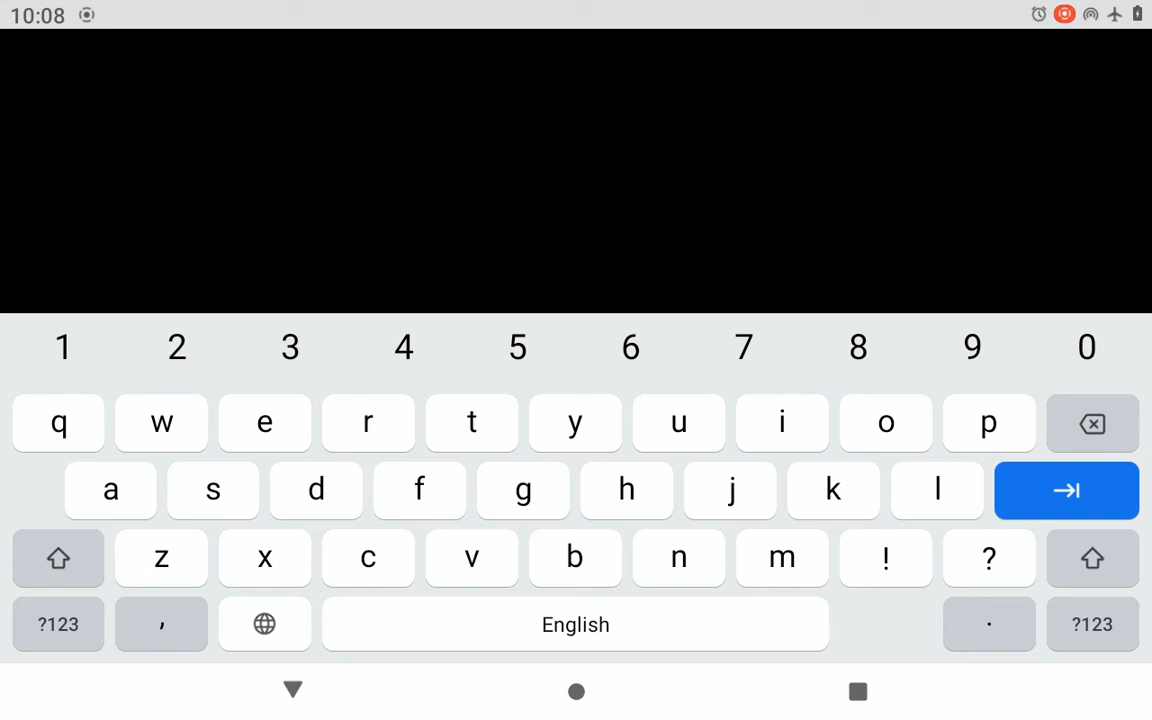 10:08
1 2 3 4 5 6 7 8 9 0
q w e r t y u i o p
a s d f g h j k l
z x c v b n m ! ?
?123 , English . ?123